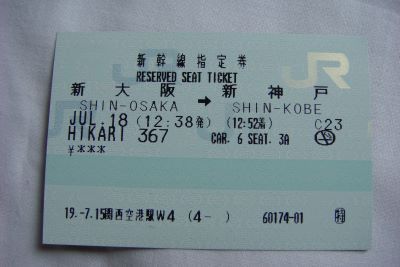 新幹線指定券
RESERVED SEAT TICKET
JR
新大阪 → 新神戸
SHIN-OSAKA SHIN-KOBE
JUL.18 (12:38発) (12:52着) C23
HIKARI 367 CAR. 6 SEAT. 3A
¥***
19.-7.15関西空港駅W4 (4- ) 60174-01